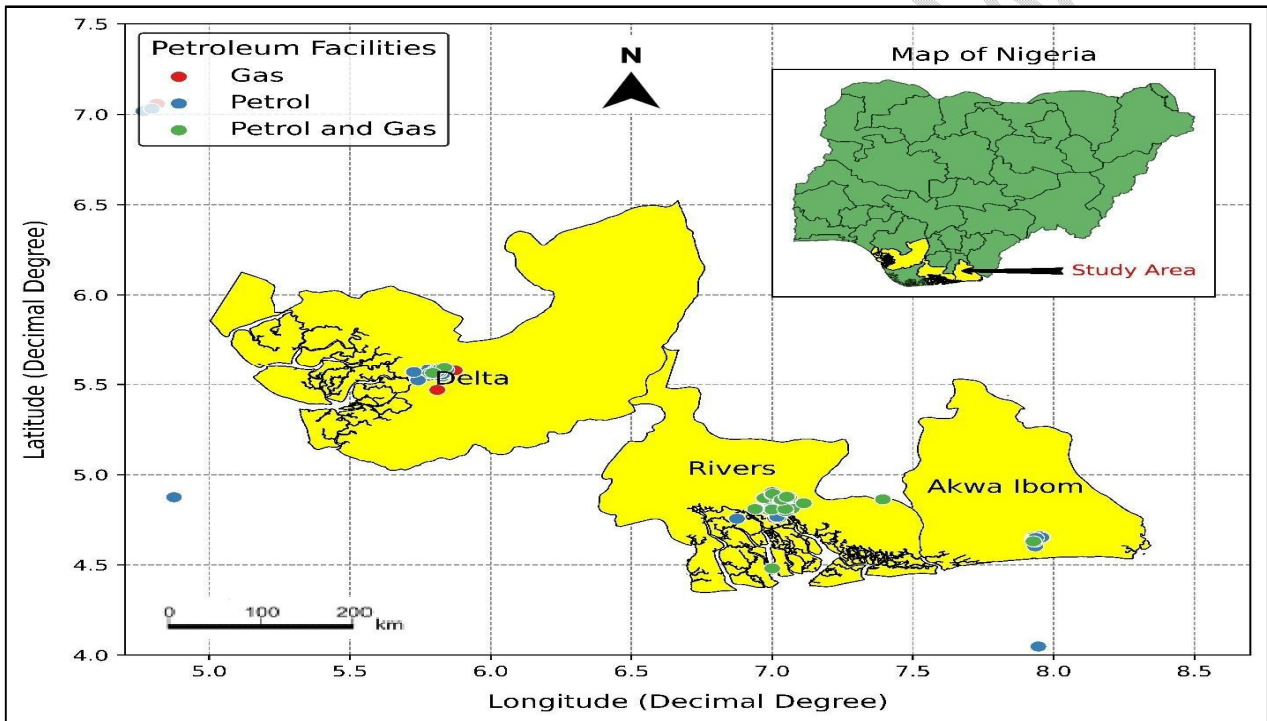 Petroleum Facilities
Gas
Petrol
Petrol and Gas
N
Map of Nigeria
Study Area
Delta
Rivers
Akwa Ibom
0 100 200
km
7.5
7.0
6.5
6.0
5.5
5.0
4.5
4.0
Latitude (Decimal Degree)
5.0 5.5 6.0 6.5 7.0 7.5 8.0 8.5
Longitude (Decimal Degree)